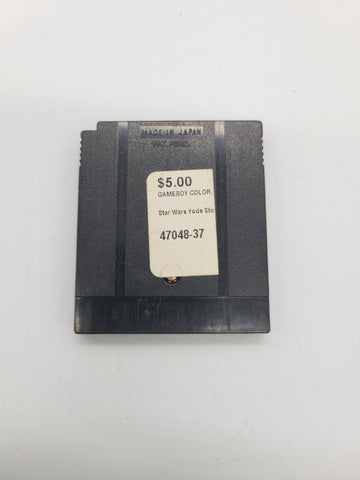 MADE IN JAPAN
PAT. PEND.
$5.00
GAMEBOY COLOR,
Star Wars Yoda Sto
47048-37